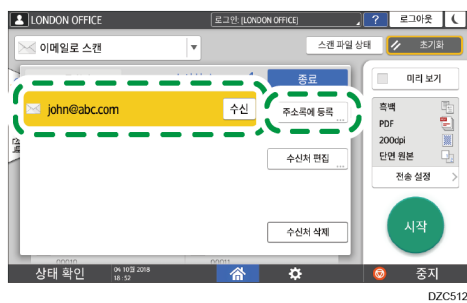 LONDON OFFICE
로그인: [LONDON OFFICE]
?
로그아웃
이메일로 스캔
스캔 파일 상태
초기화
종료
미리 보기
john@abc.com
수신
주소록에 등록
...
흑백
PDF
200dpi
단면 원본
수신처 편집
...
전송 설정
시작
수신처 삭제
00010
00011
상태 확인
04 10월 2018
18:52
중지
DZC512